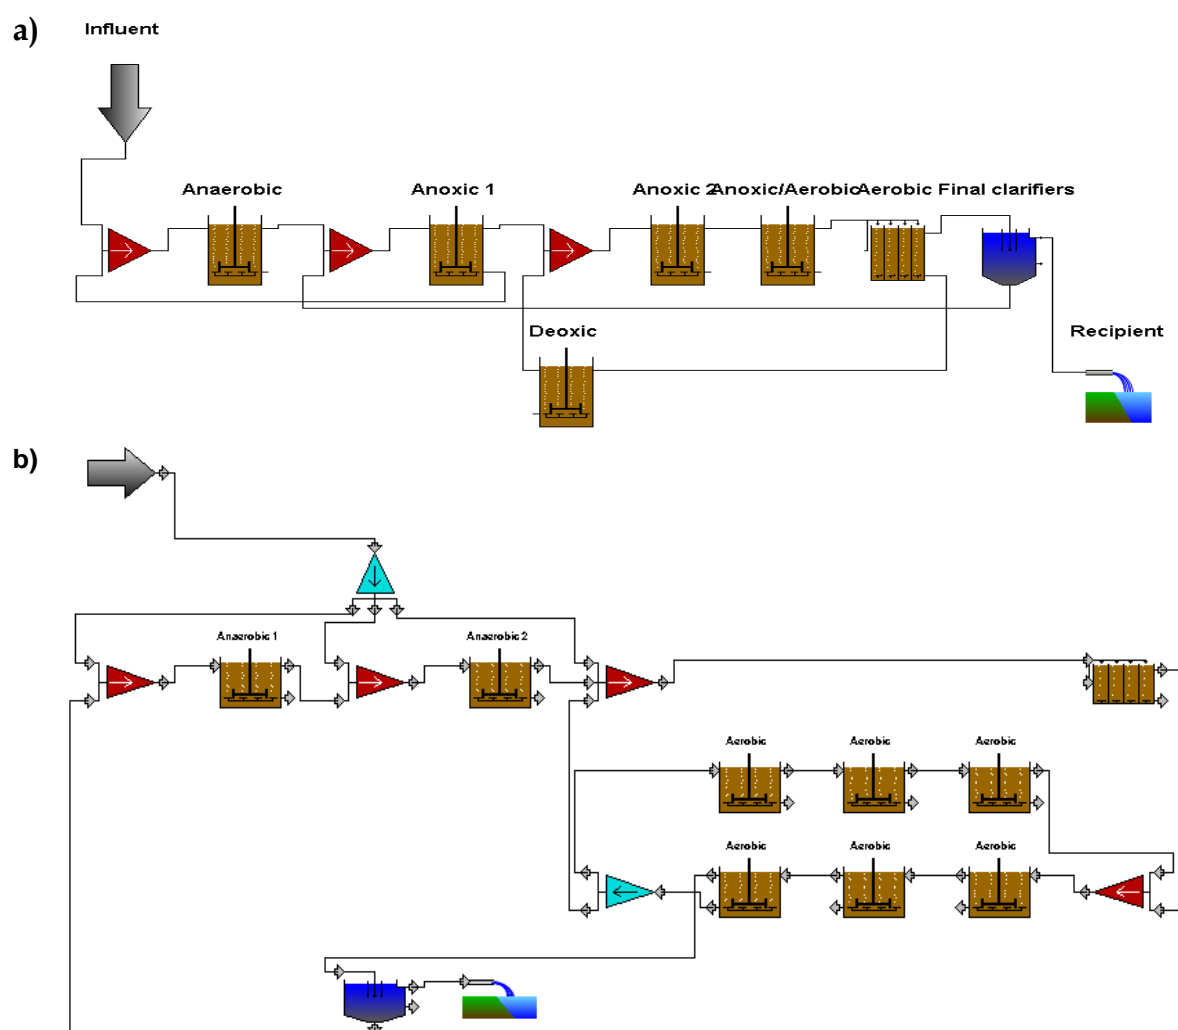 a)
Influent
Anaerobic
Anoxic 1
Anoxic 2
Anoxic/Aerobic
Aerobic
Final clarifiers
Deoxic
Recipient
b)
Anaerobic 1
Anaerobic 2
Aerobic
Aerobic
Aerobic
Aerobic
Aerobic
Aerobic